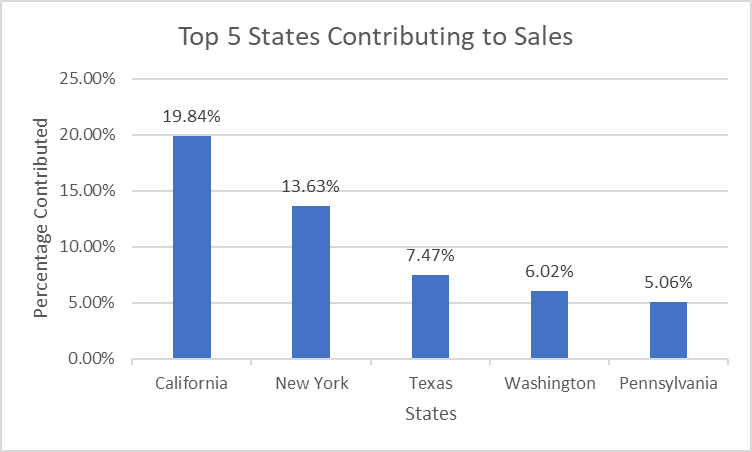 Top 5 States Contributing to Sales
Percentage Contributed
25.00%
20.00%
15.00%
10.00%
5.00%
0.00%
19.84%
13.63%
7.47%
6.02%
5.06%
California New York Texas Washington Pennsylvania
States